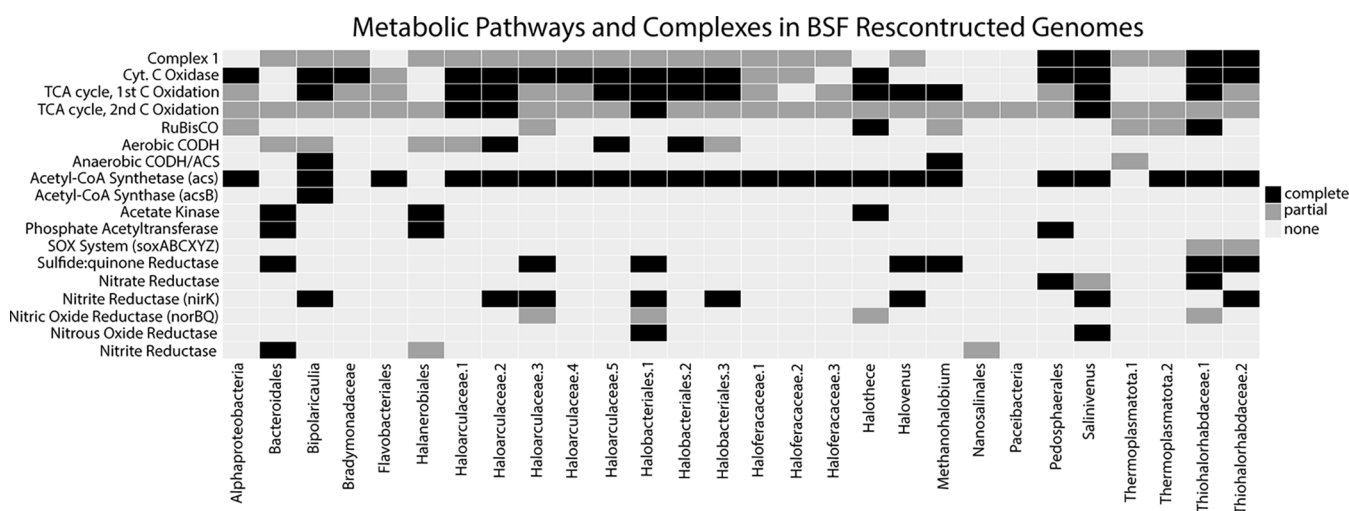 Metabolic Pathways and Complexes in BSF Rescontructed Genomes
Complex 1
Cyt. C Oxidase
TCA cycle, 1st C Oxidation
TCA cycle, 2nd C Oxidation
RuBisCO
Aerobic CODH
Anaerobic CODH/ACS
Acetyl-CoA Synthetase (acs)
Acetyl-CoA Synthase (acsB)
Acetate Kinase
Phosphate Acetyltransferase
SOX System (soxABCXYZ)
Sulfide:quinone Reductase
Nitrate Reductase
Nitrite Reductase (nirK)
Nitric Oxide Reductase (norBQ)
Nitrous Oxide Reductase
Nitrite Reductase
complete
partial
none
Alphaproteobacteria
Bacteroidales
Bipolaricaulia
Bradymonadaceae
Flavobacteriales
Halanerobiales
Haloarculaceae.1
Haloarculaceae.2
Haloarculaceae.3
Haloarculaceae.4
Haloarculaceae.5
Halobacteriales.1
Halobacteriales.2
Halobacteriales.3
Haloferacaceae.1
Haloferacaceae.2
Haloferacaceae.3
Halothece
Halovenus
Methanohalobium
Nanosalinales
Paceibacteria
Pedosphaerales
Salinivenus
Thermoplasmatota.1
Thermoplasmatota.2
Thiohalorhabdaceae.1
Thiohalorhabdaceae.2